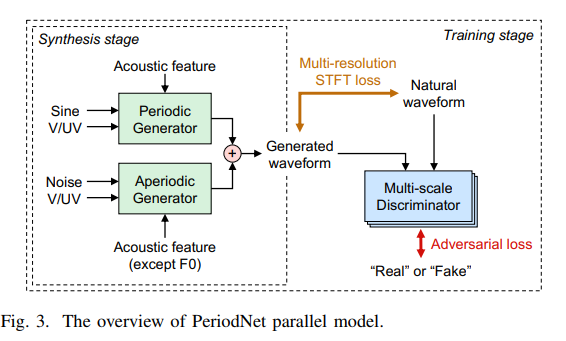 Synthesis stage
Training stage
Acoustic feature
Multi-resolution
STFT loss
Natural
waveform
Sine
V/UV
Periodic
Generator
+
Generated
waveform
Noise
V/UV
Aperiodic
Generator
Multi-scale
Discriminator
Acoustic feature
(except F0)
Adversarial loss
“Real” or “Fake”
Fig. 3. The overview of PeriodNet parallel model.